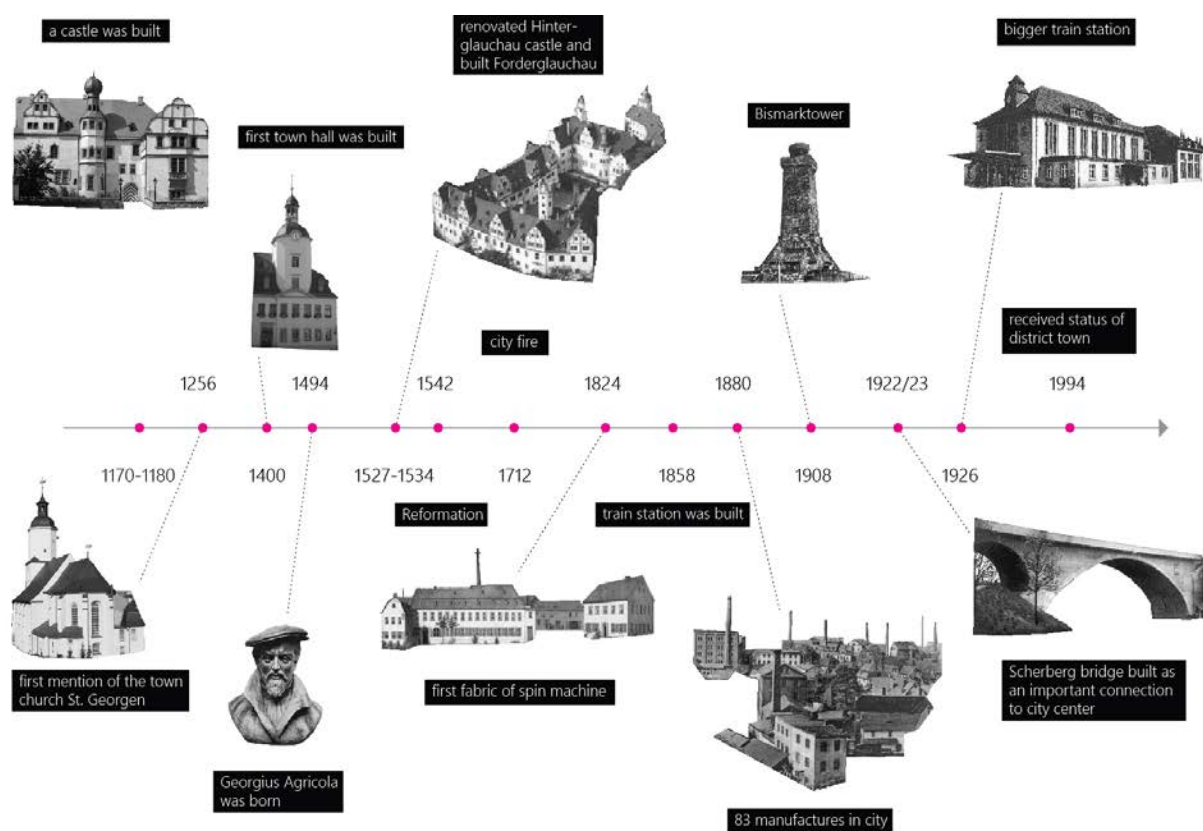 a castle was built
renovated Hinter-
glauchau castle and
built Forderglauchau
bigger train station
first town hall was built
Bismarktower
received status of
district town
city fire
1256
1494
1542
1824
1880
1922/23
1994
1170-1180
1400
1527-1534
1712
1858
1908
1926
Reformation
train station was built
first mention of the town
church St. Georgen
first fabric of spin machine
Scherberg bridge built as
an important connection
to city center
Georgius Agricola
was born
83 manufactures in city